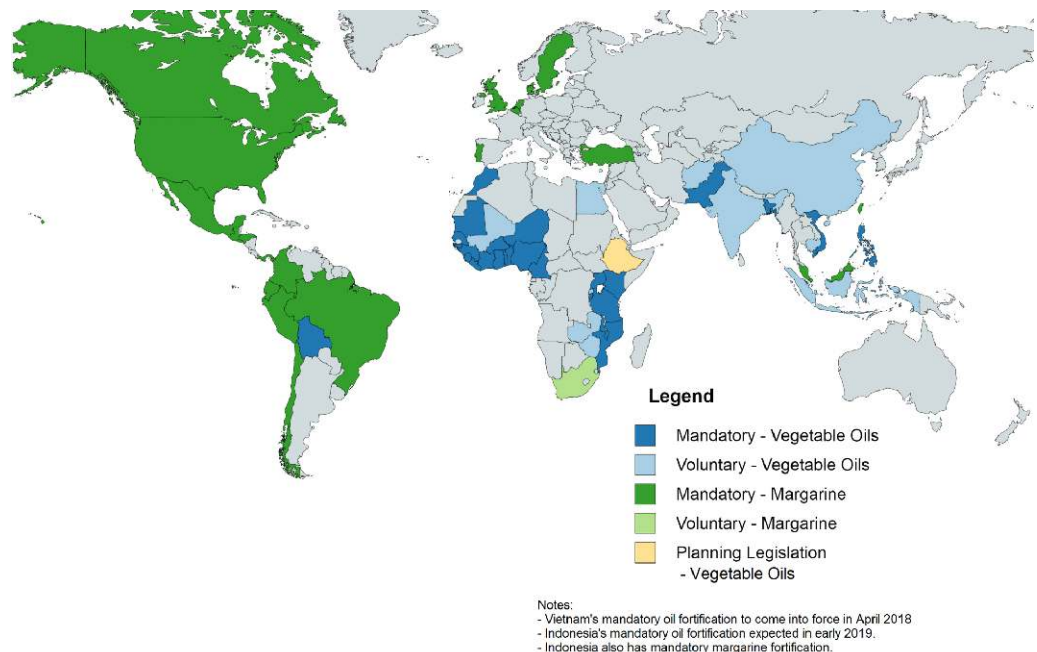 Legend
Mandatory - Vegetable Oils
Voluntary - Vegetable Oils
Mandatory - Margarine
Voluntary - Margarine
Planning Legislation
- Vegetable Oils
Notes:
- Vietnam's mandatory oil fortification to come into force in April 2018
- Indonesia's mandatory oil fortification expected in early 2019.
- Indonesia also has mandatory margarine fortification.